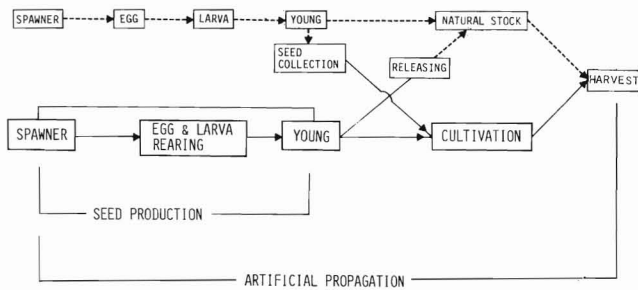 SPAWNER
EGG
LARVA
YOUNG
NATURAL STOCK
SEED
COLLECTION
RELEASING
HARVEST
SPAWNER
EGG & LARVA
REARING
YOUNG
CULTIVATION
SEED PRODUCTION
ARTIFICIAL PROPAGATION